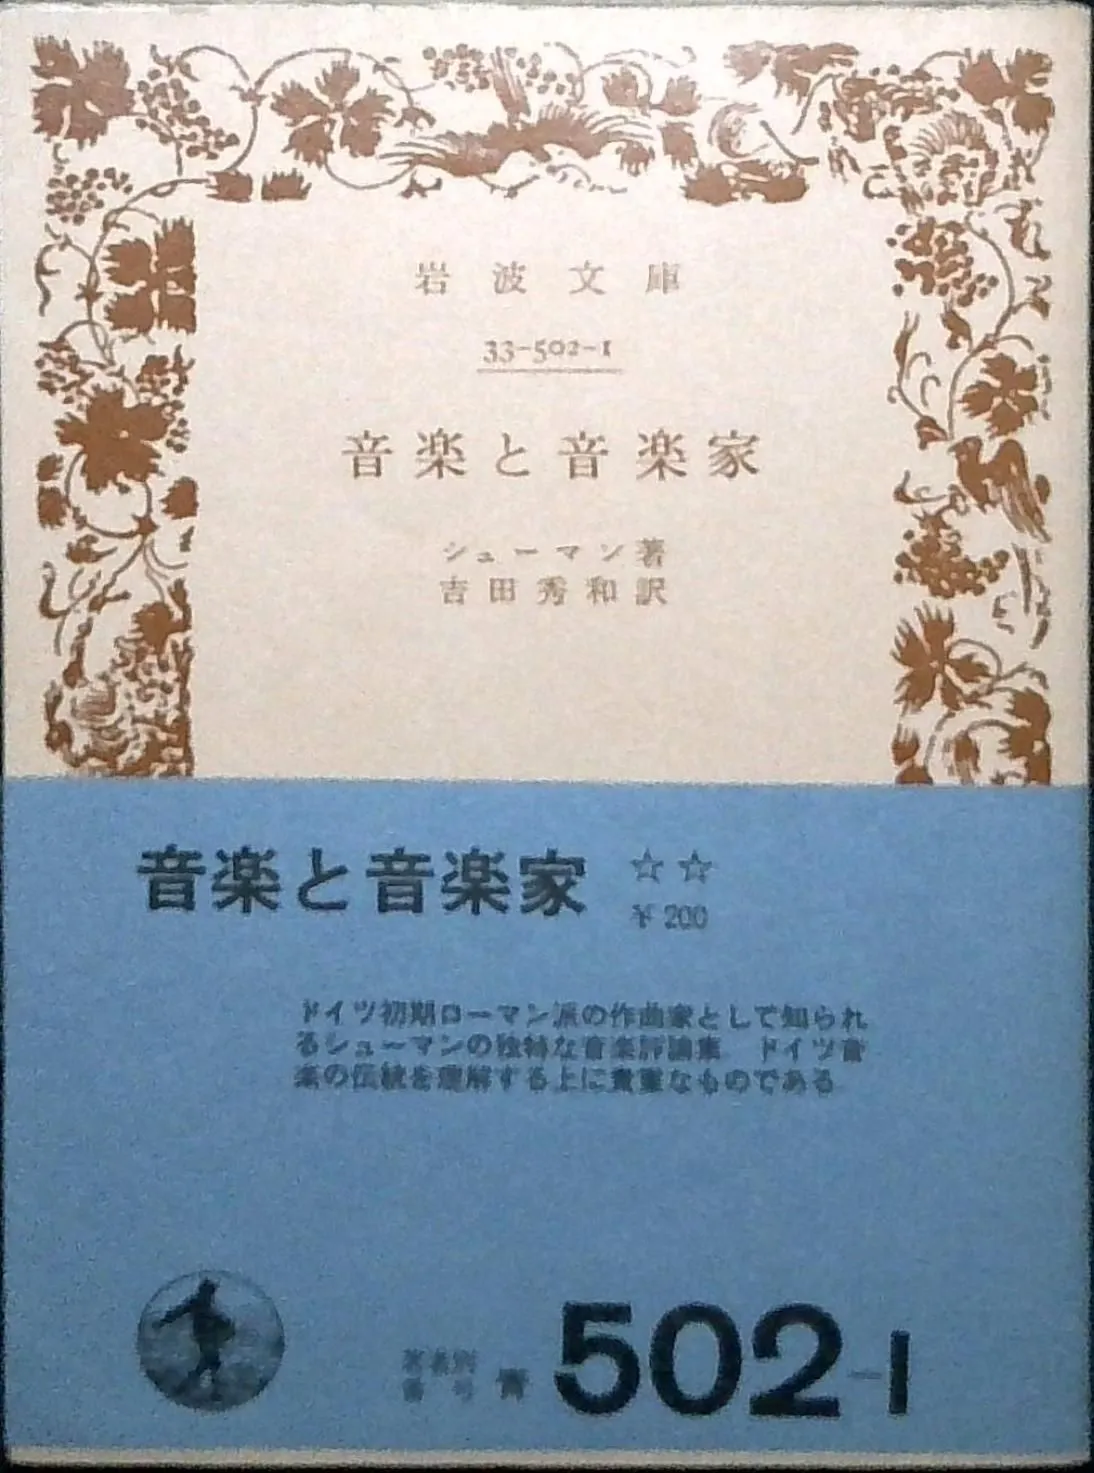 岩波文庫
33-502-1
音楽と音楽家
シューマン著
吉田秀和訳
音楽と音楽家 ☆☆
¥200
ドイツ初期ローマン派の作曲家として知られ
るシューマンの独特な音楽評論集 ドイツ音
楽の伝統を理解する上に貴重なものである
著者別
番号 青 502-1